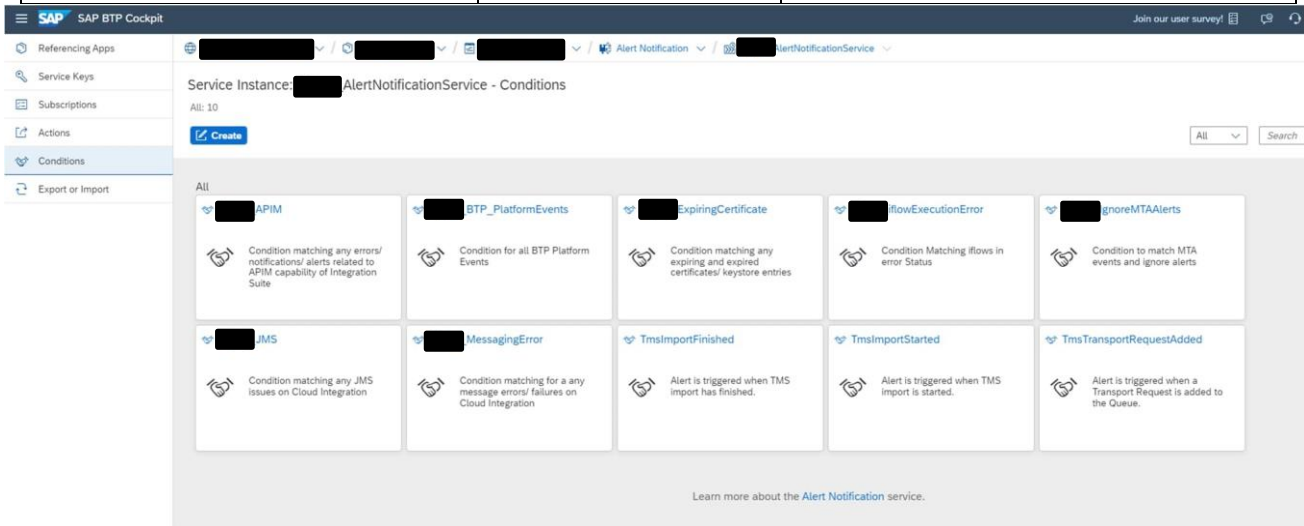 SAP SAP BTP Cockpit
Join our user survey!
Referencing Apps
Service Keys
Subscriptions
Actions
Conditions
Export or Import
/ / / Alert Notification / lertNotificationService
Service Instance: AlertNotificationService - Conditions
All: 10
Create
All
Search
All
APIM
Condition matching any errors/
notifications/ alerts related to
APIM capability of Integration
Suite
_BTP_PlatformEvents
Condition for all BTP Platform
Events
ExpiringCertificate
Condition matching any
expiring and expired
certificates/ keystore entries
iflowExecutionError
Condition Matching iflows in
error Status
gnoreMTAAlerts
Condition to match MTA
events and ignore alerts
JMS
Condition matching any JMS
issues on Cloud Integration
_MessagingError
Condition matching for a any
message errors/ failures on
Cloud Integration
TmsImportFinished
Alert is triggered when TMS
import has finished.
TmsImportStarted
Alert is triggered when TMS
import is started.
TmsTransportRequestAdded
Alert is triggered when a
Transport Request is added to
the Queue.
Learn more about the Alert Notification service.